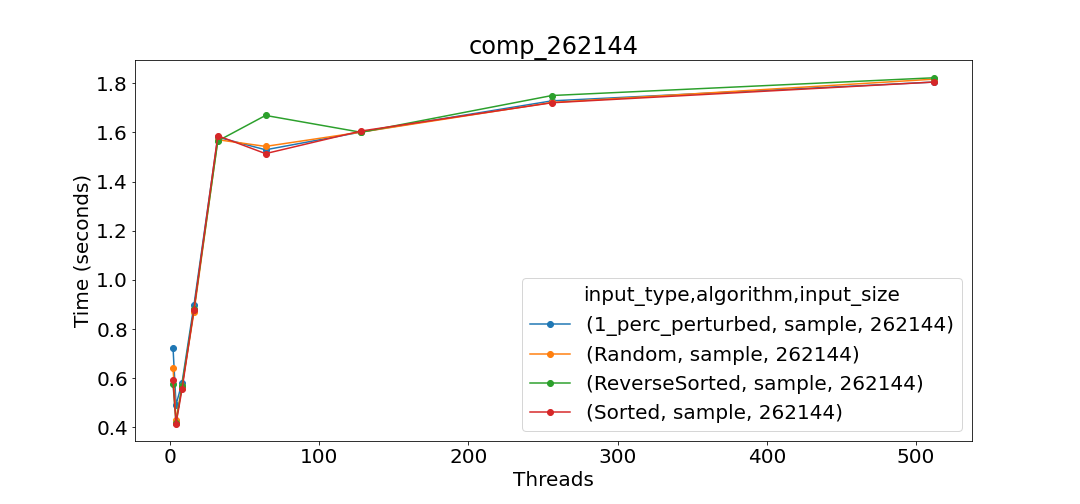 comp_262144
Time (seconds)
1.8
1.6
1.4
1.2
1.0
0.8
0.6
0.4
input_type,algorithm,input_size
(1_perc_perturbed, sample, 262144)
(Random, sample, 262144)
(ReverseSorted, sample, 262144)
(Sorted, sample, 262144)
0 100 200 300 400 500
Threads